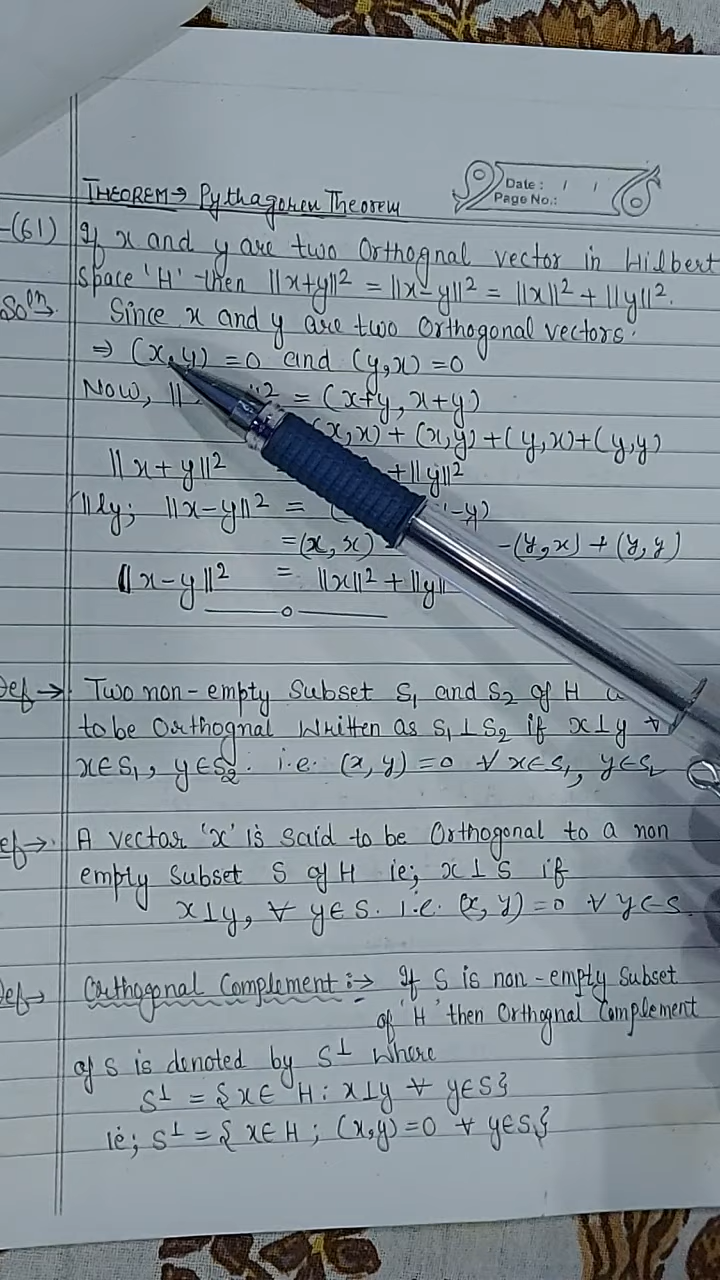 THEOREM→ Pythagoren Theorem
Date : / /
Page No.:
-(61) If x and y are two Orthognal vector in Hilbert
Space 'H' then ||x+y||² = ||x-y||² = ||x||² + ||y||².
Solⁿ. Since x and y are two Orthogonal vectors.
⇒ (x,y) = 0 and (y,x) = 0
Now, || ||² = (x+y, x+y)
(x,x) + (x,y) + (y,x) + (y,y)
||x+y||² +||y||²
|||ly; ||x-y||² = ( -y)
= (x,x) -(y,x) + (y,y)
||x-y||² = ||x||² + ||y||
Def → Two non-empty Subset S₁ and S₂ of H
to be Orthognal Written as S₁ ⊥ S₂ if x⊥y ∀
x∈S₁, y∈S₂. i.e. (x, y) = 0 ∀ x∈S₁, y∈S₂
ef →. A vector 'x' is said to be Orthogonal to a non
empty Subset S of H ie; x⊥S if
x⊥y, ∀ y∈S. i.e. (x, y) = 0 ∀ y∈S.
Def→ Orthogonal Complement :→ If S is non-empty Subset
of 'H' then Orthgnal Complement
of S is denoted by S⊥ Where
S⊥ = {x∈ H : x⊥y ∀ y∈S}
ie; S⊥ = { x∈H ; (x,y)=0 ∀ y∈S}